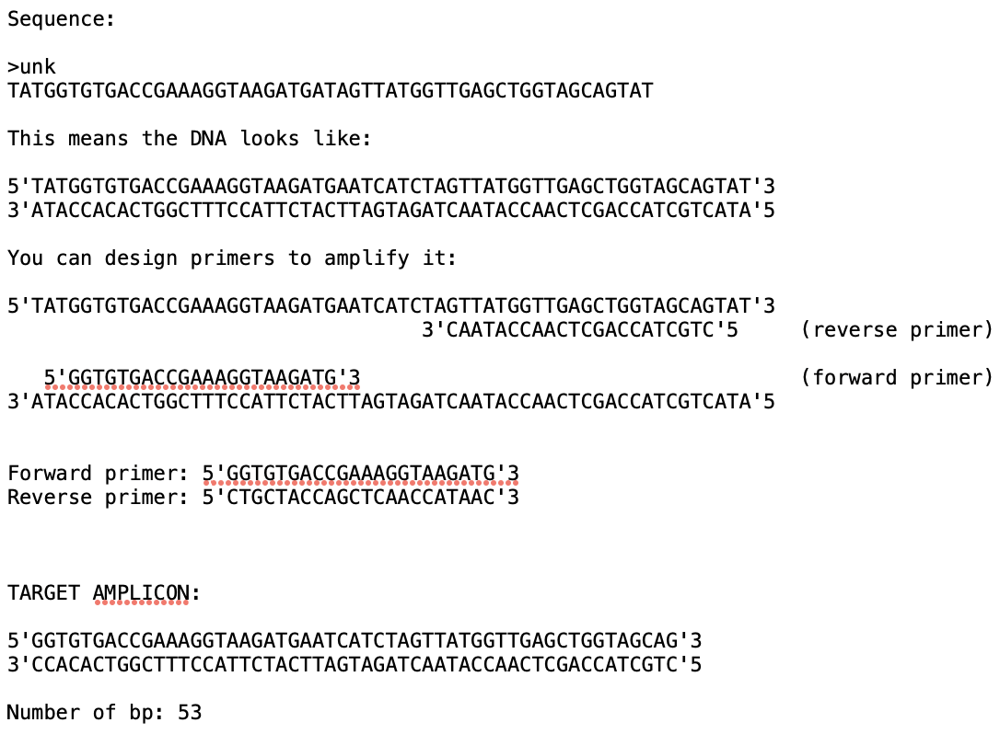 Sequence:
>unk
TATGGTGTGACCGAAAGGTAAGATGATAGTTATGGTTGAGCTGGTAGCAGTAT
This means the DNA looks like:
5'TATGGTGTGACCGAAAGGTAAGATGAATCATCTAGTTATGGTTGAGCTGGTAGCAGTAT'3
3'ATACCACACTGGCTTTCCATTCTACTTAGTAGATCAATACCAACTCGACCATCGTCATA'5
You can design primers to amplify it:
5'TATGGTGTGACCGAAAGGTAAGATGAATCATCTAGTTATGGTTGAGCTGGTAGCAGTAT'3
3'CAATACCAACTCGACCATCGTC'5 (reverse primer)
5'GGTGTGACCGAAAGGTAAGATG'3 (forward primer)
3'ATACCACACTGGCTTTCCATTCTACTTAGTAGATCAATACCAACTCGACCATCGTCATA'5
Forward primer: 5'GGTGTGACCGAAAGGTAAGATG'3
Reverse primer: 5'CTGCTACCAGCTCAACCATAAC'3
TARGET AMPLICON:
5'GGTGTGACCGAAAGGTAAGATGAATCATCTAGTTATGGTTGAGCTGGTAGCAG'3
3'CCACACTGGCTTTCCATTCTACTTAGTAGATCAATACCAACTCGACCATCGTC'5
Number of bp: 53